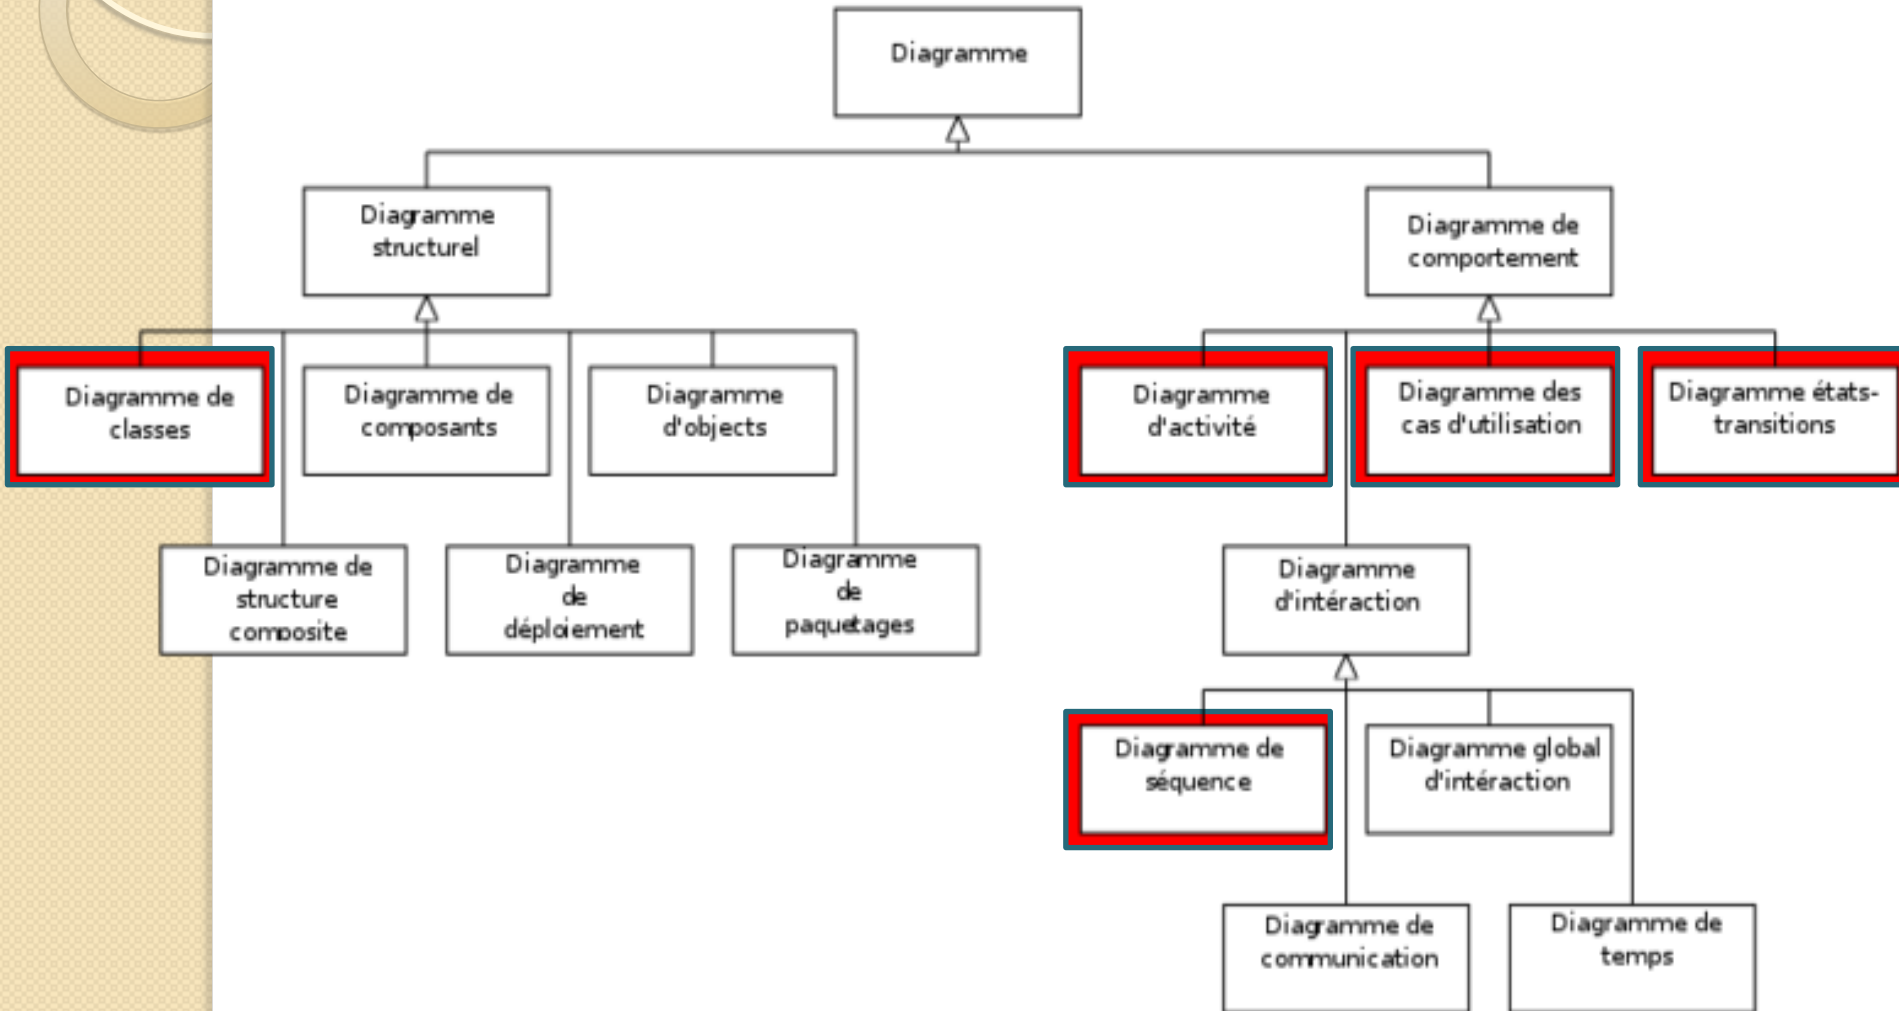 Diagramme
Diagramme
structurel
Diagramme de
comportement
Diagramme de
classes
Diagramme de
composants
Diagramme
d'objects
Diagramme
d'activité
Diagramme des
cas d'utilisation
Diagramme états-
transitions
Diagramme de
structure
composite
Diagramme
de
déploiement
Diagramme
de
paquetages
Diagramme
d'intéraction
Diagramme de
séquence
Diagramme global
d'intéraction
Diagramme de
communication
Diagramme de
temps